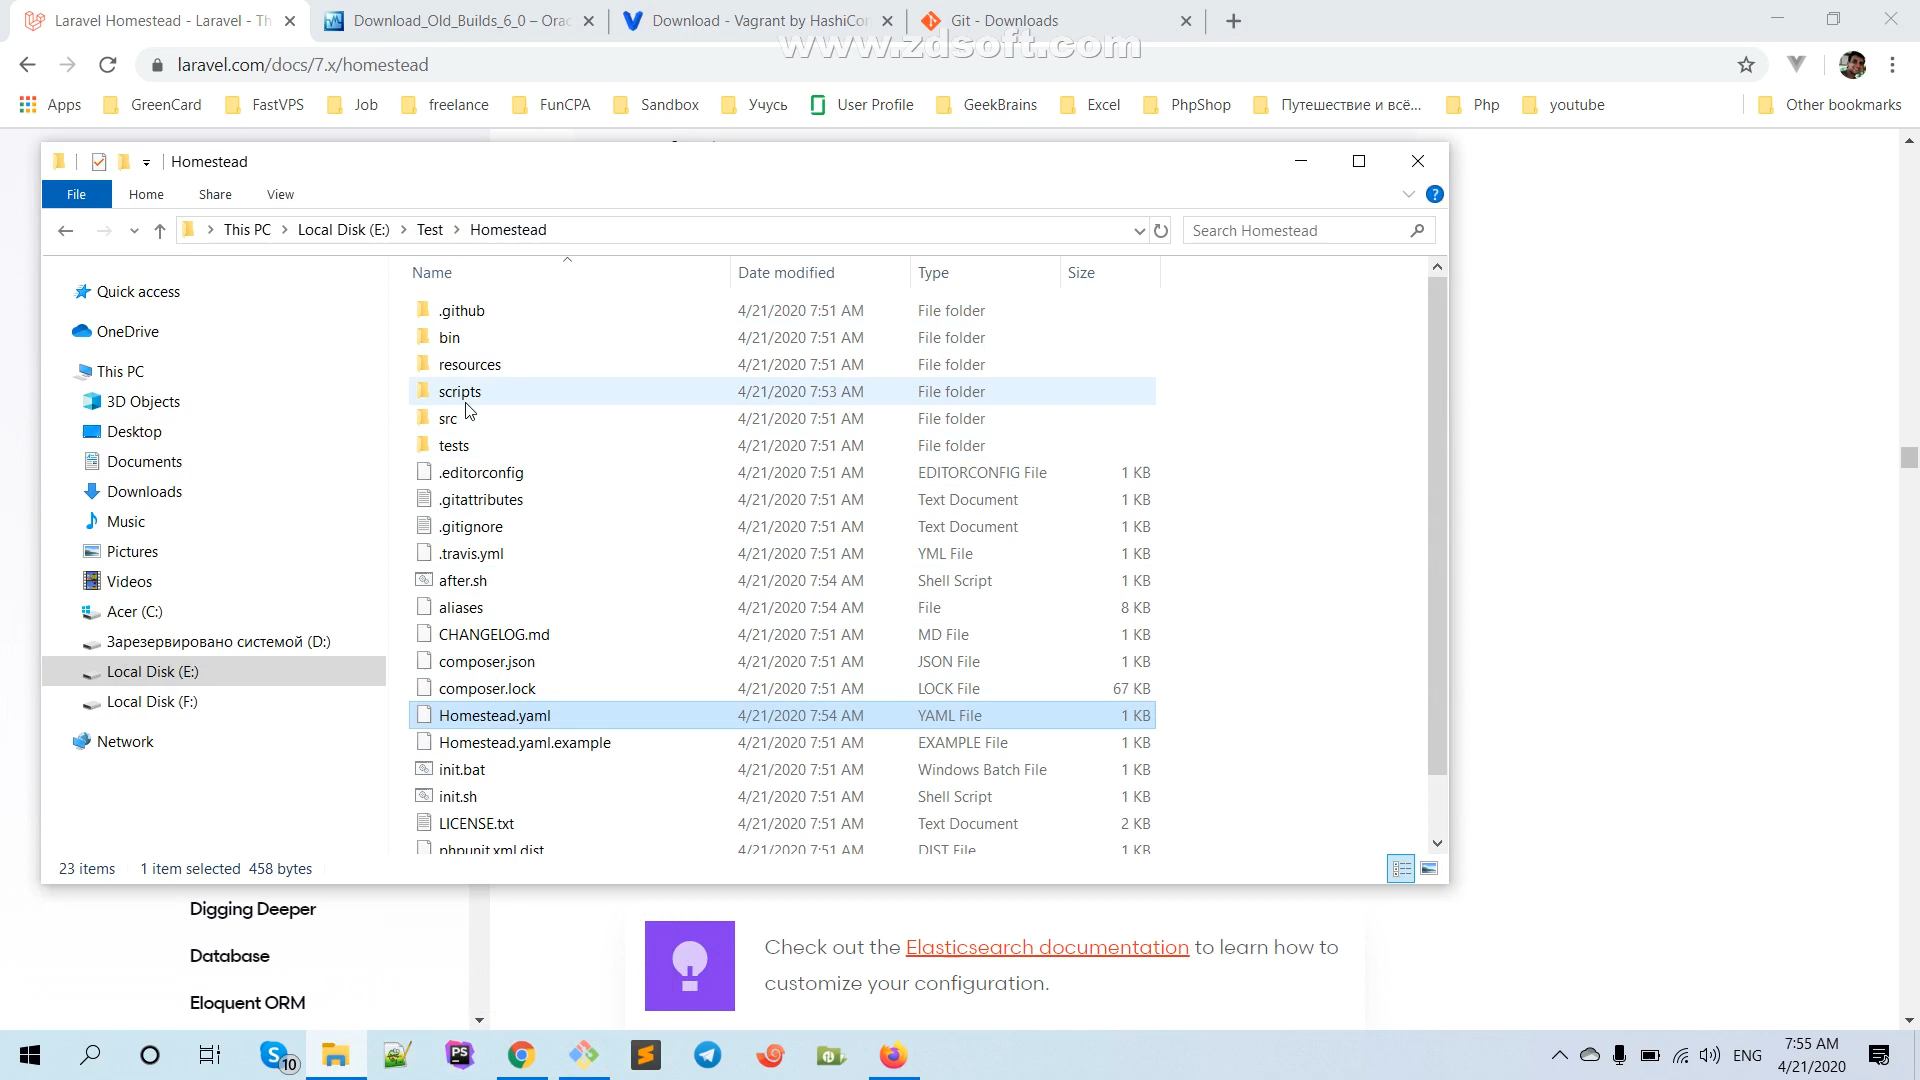 Laravel Homestead - Laravel - Th
Download_Old_Builds_6_0 – Orac
Download - Vagrant by HashiCor
Git - Downloads
www.zdsoft.com
laravel.com/docs/7.x/homestead
Apps
GreenCard
FastVPS
Job
freelance
FunCPA
Sandbox
Учусь
User Profile
GeekBrains
Excel
PhpShop
Путешествие и всё...
Php
youtube
Other bookmarks
Homestead
File Home Share View
This PC > Local Disk (E:) > Test > Homestead
Search Homestead
Quick access
OneDrive
This PC
3D Objects
Desktop
Documents
Downloads
Music
Pictures
Videos
Acer (C:)
Зарезервировано системой (D:)
Local Disk (E:)
Local Disk (F:)
Network
Name Date modified Type Size
.github 4/21/2020 7:51 AM File folder
bin 4/21/2020 7:51 AM File folder
resources 4/21/2020 7:51 AM File folder
scripts 4/21/2020 7:53 AM File folder
src 4/21/2020 7:51 AM File folder
tests 4/21/2020 7:51 AM File folder
.editorconfig 4/21/2020 7:51 AM EDITORCONFIG File 1 KB
.gitattributes 4/21/2020 7:51 AM Text Document 1 KB
.gitignore 4/21/2020 7:51 AM Text Document 1 KB
.travis.yml 4/21/2020 7:51 AM YML File 1 KB
after.sh 4/21/2020 7:54 AM Shell Script 1 KB
aliases 4/21/2020 7:54 AM File 8 KB
CHANGELOG.md 4/21/2020 7:51 AM MD File 1 KB
composer.json 4/21/2020 7:51 AM JSON File 1 KB
composer.lock 4/21/2020 7:51 AM LOCK File 67 KB
Homestead.yaml 4/21/2020 7:54 AM YAML File 1 KB
Homestead.yaml.example 4/21/2020 7:51 AM EXAMPLE File 1 KB
init.bat 4/21/2020 7:51 AM Windows Batch File 1 KB
init.sh 4/21/2020 7:51 AM Shell Script 1 KB
LICENSE.txt 4/21/2020 7:51 AM Text Document 2 KB
phpunit.xml.dist 4/21/2020 7:51 AM DIST File 1 KB
23 items 1 item selected 458 bytes
Digging Deeper
Database
Eloquent ORM
Check out the Elasticsearch documentation to learn how to
customize your configuration.
10
PS
ENG
7:55 AM
4/21/2020